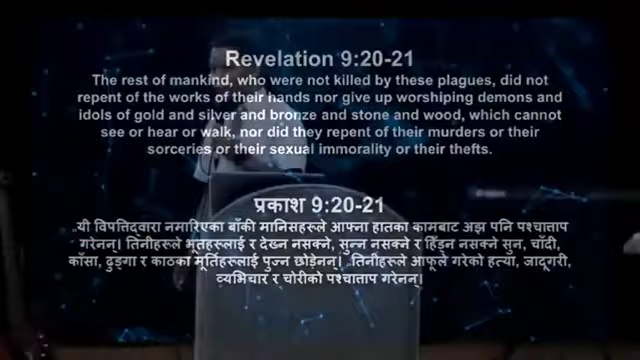 Revelation 9:20-21
The rest of mankind, who were not killed by these plagues, did not
repent of the works of their hands nor give up worshiping demons and
idols of gold and silver and bronze and stone and wood, which cannot
see or hear or walk, nor did they repent of their murders or their
sorceries or their sexual immorality or their thefts.
प्रकाश 9:20-21
यी विपत्तिद्वारा नमारिएका बाँकी मानिसहरूले आफ्ना हातका कामबाट अझ पनि पश्चाताप
गरेनन्। तिनीहरूले भूतहरूलाई र देख्न नसक्ने, सुन्न नसक्ने र हिँड्न नसक्ने सुन, चाँदी,
काँसा, ढुङ्गा र काठका मूर्तिहरूलाई पुज्न छोडेनन्। तिनीहरूले आफूले गरेको हत्या, जादूगरी,
व्यभिचार र चोरीको पश्चाताप गरेनन्।